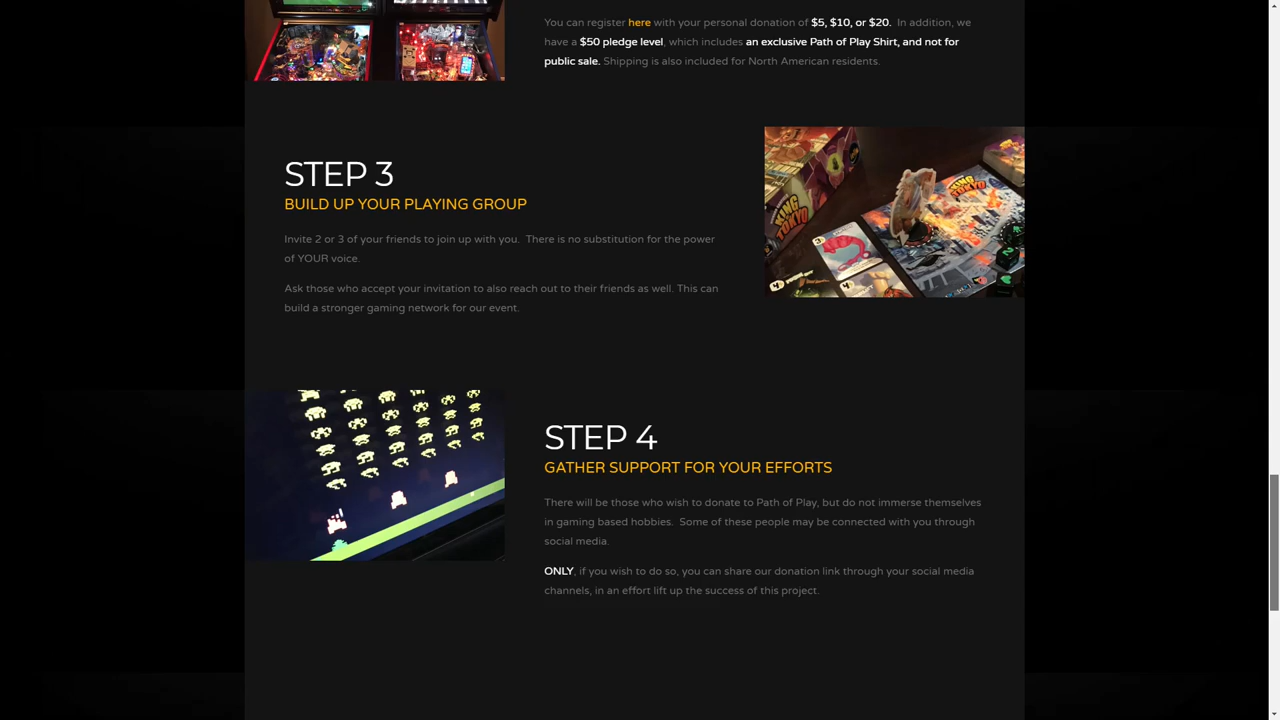 You can register here with your personal donation of $5, $10, or $20.  In addition, we
have a $50 pledge level, which includes an exclusive Path of Play Shirt, and not for
public sale. Shipping is also included for North American residents.
STEP 3
BUILD UP YOUR PLAYING GROUP
Invite 2 or 3 of your friends to join up with you.  There is no substitution for the power
of YOUR voice.
Ask those who accept your invitation to also reach out to their friends as well. This can
build a stronger gaming network for our event.
KING
TOKYO
KING
TOKYO
STEP 4
GATHER SUPPORT FOR YOUR EFFORTS
There will be those who wish to donate to Path of Play, but do not immerse themselves
in gaming based hobbies.  Some of these people may be connected with you through
social media.
ONLY, if you wish to do so, you can share our donation link through your social media
channels, in an effort lift up the success of this project.